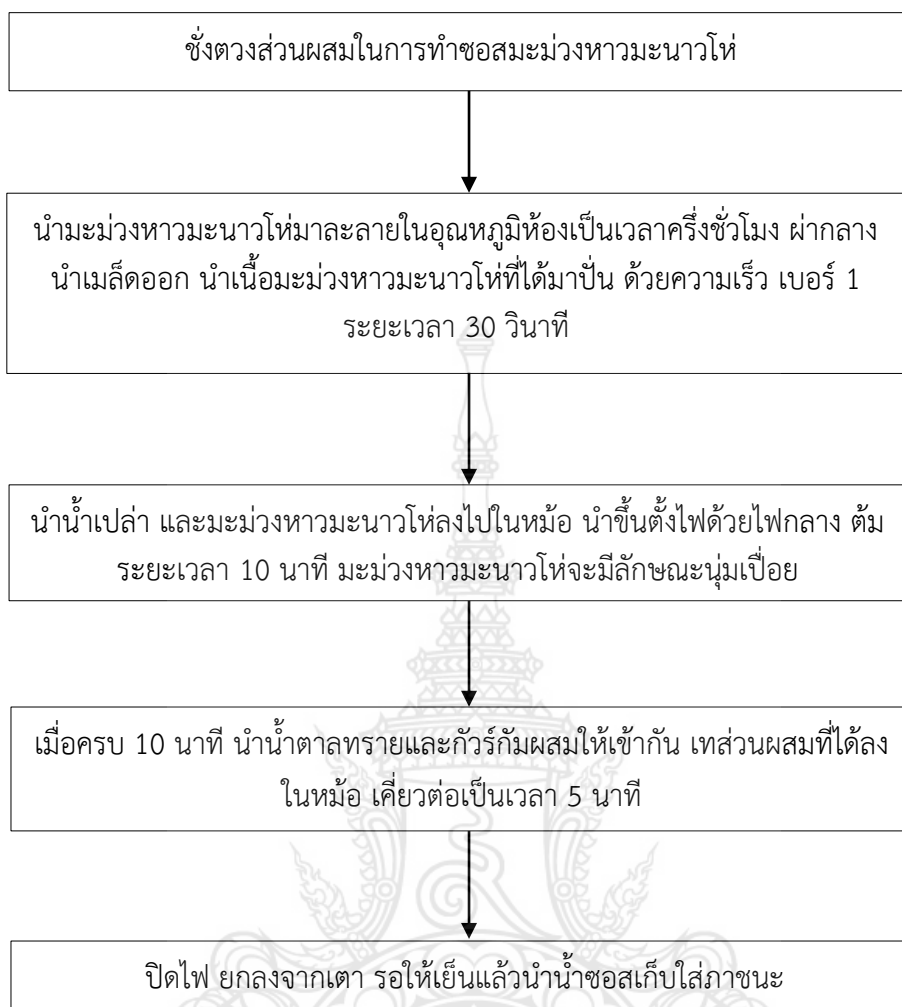 ชั่งตวงส่วนผสมในการทำซอสมะม่วงหาวมะนาวโห่
นำมะม่วงหาวมะนาวโห่มาละลายในอุณหภูมิห้องเป็นเวลาครึ่งชั่วโมง ผ่ากลาง
นำเมล็ดออก นำเนื้อมะม่วงหาวมะนาวโห่ที่ได้มาปั่น ด้วยความเร็ว เบอร์ 1
ระยะเวลา 30 วินาที
นำน้ำเปล่า และมะม่วงหาวมะนาวโห่ลงไปในหม้อ นำขึ้นตั้งไฟด้วยไฟกลาง ต้ม
ระยะเวลา 10 นาที มะม่วงหาวมะนาวโห่จะมีลักษณะนุ่มเปื่อย
เมื่อครบ 10 นาที นำน้ำตาลทรายและกัวร์กัมผสมให้เข้ากัน เทส่วนผสมที่ได้ลง
ในหม้อ เคี่ยวต่อเป็นเวลา 5 นาที
ปิดไฟ ยกลงจากเตา รอให้เย็นแล้วนำน้ำซอสเก็บใส่ภาชนะ